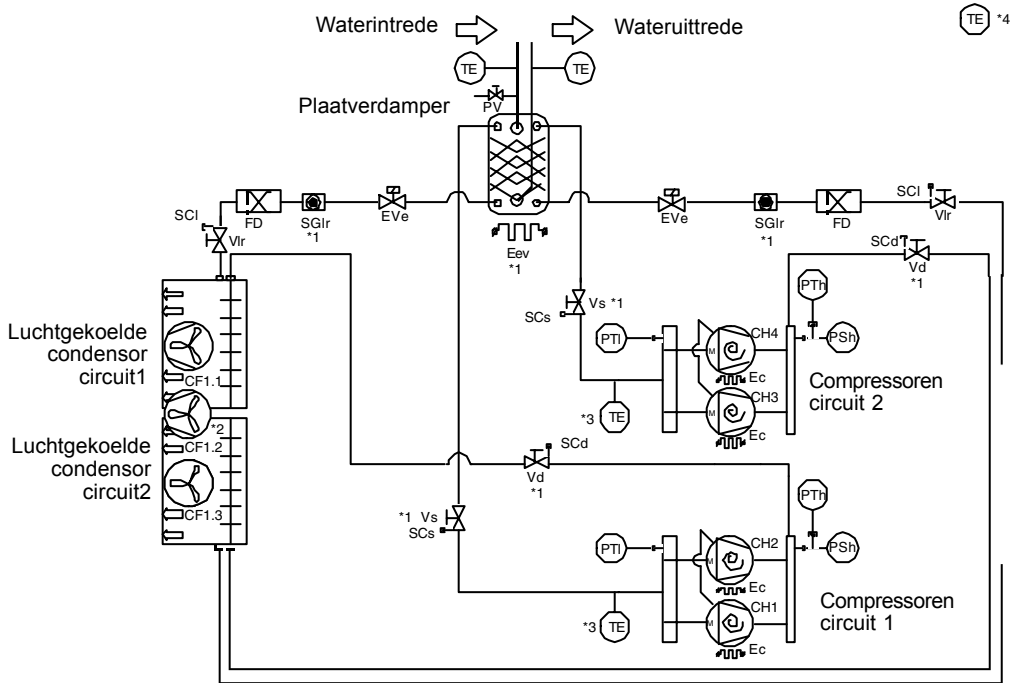 Waterintrede
Wateruittrede
TE *4
TE
TE
Plaatverdamper
PV
SCl
Vlr
FD
SGlr
*1
EVe
EVe
SGlr
*1
FD
SCl
Vlr
Eev
*1
SCd
Vd
*1
Vs *1
SCs
PTl
PTh
PSh
CH4
M
Ec
CH3
M
Ec
*3 TE
Compressoren
circuit 2
Luchtgekoelde
condensor
circuit1
CF1.1
*2
CF1.2
Luchtgekoelde
condensor
circuit2
CF1.3
SCd
Vd
*1
*1 Vs
SCs
PTl
PTh
PSh
CH2
M
Ec
CH1
M
Ec
*3 TE
Compressoren
circuit 1